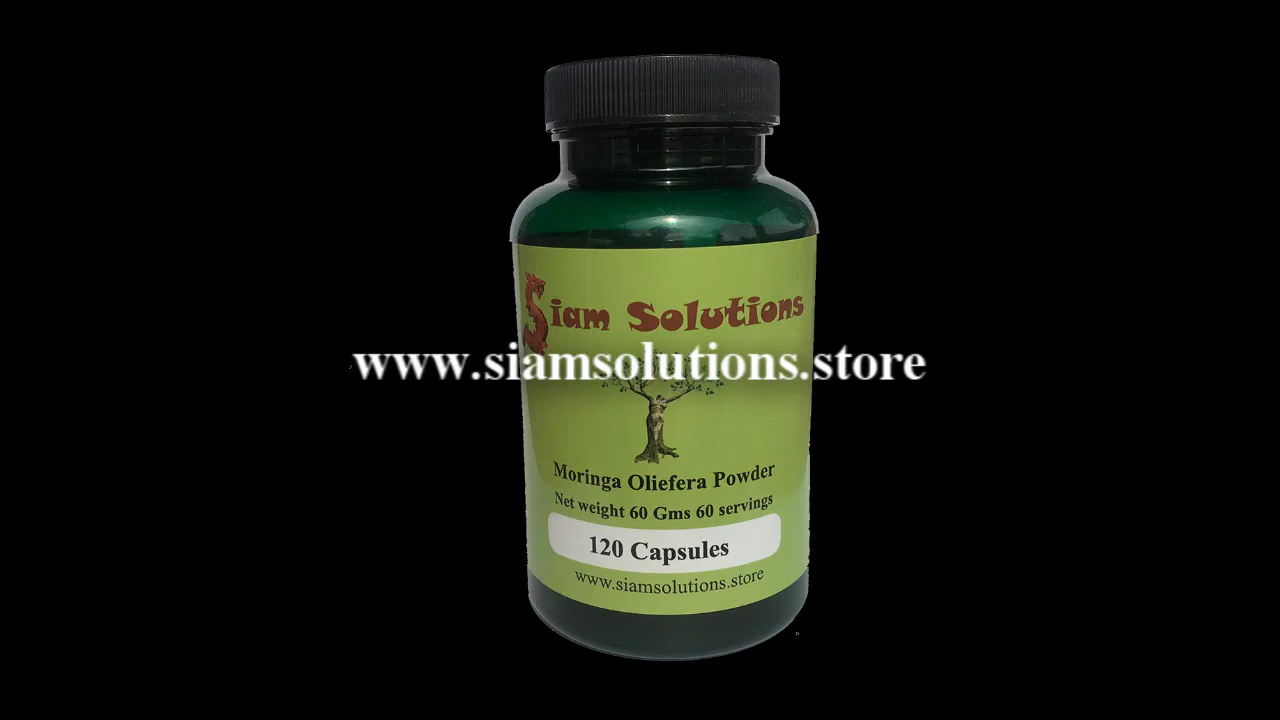 Siam Solutions
www.siamsolutions.store
Moringa Oliefera Powder
Net weight 60 Gms 60 servings
120 Capsules
www.siamsolutions.store